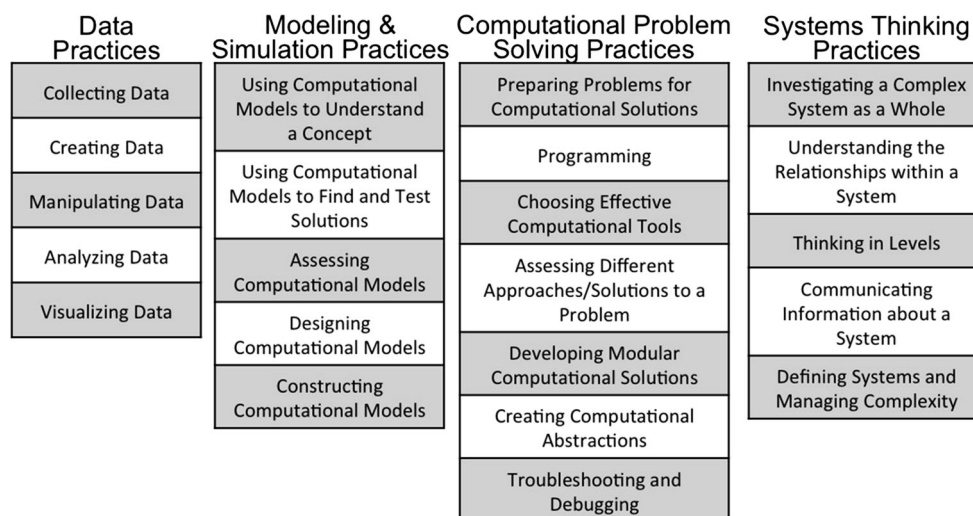 Data
Practices
Collecting Data
Creating Data
Manipulating Data
Analyzing Data
Visualizing Data
Modeling &
Simulation Practices
Using Computational
Models to Understand
a Concept
Using Computational
Models to Find and Test
Solutions
Assessing
Computational Models
Designing
Computational Models
Constructing
Computational Models
Computational Problem
Solving Practices
Preparing Problems for
Computational Solutions
Programming
Choosing Effective
Computational Tools
Assessing Different
Approaches/Solutions to a
Problem
Developing Modular
Computational Solutions
Creating Computational
Abstractions
Troubleshooting and
Debugging
Systems Thinking
Practices
Investigating a Complex
System as a Whole
Understanding the
Relationships within a
System
Thinking in Levels
Communicating
Information about a
System
Defining Systems and
Managing Complexity